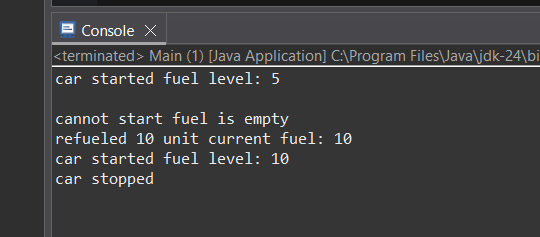 Console
<terminated> Main (1) [Java Application] C:\Program Files\Java\jdk-24\bi
car started fuel level: 5
cannot start fuel is empty
refueled 10 unit current fuel: 10
car started fuel level: 10
car stopped